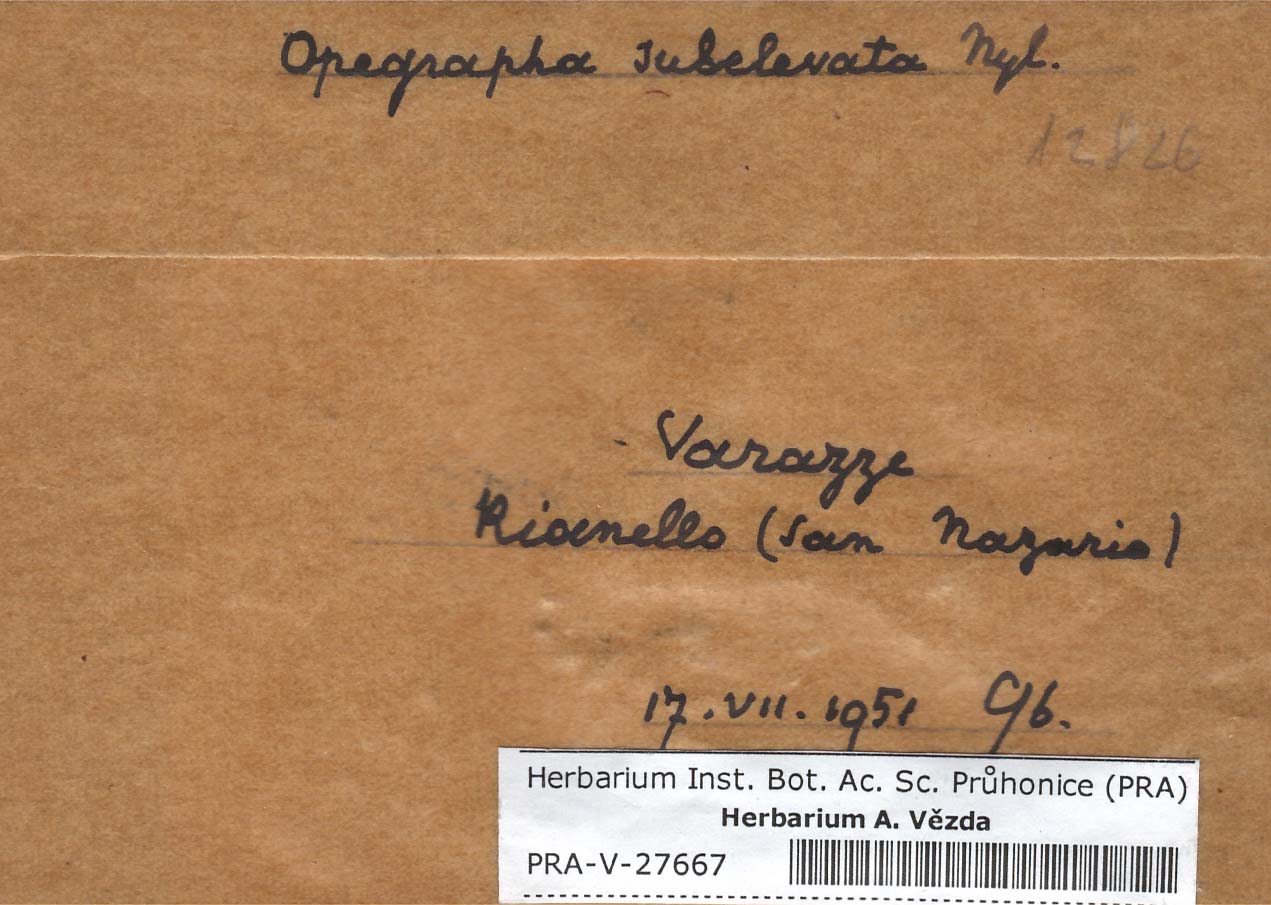 Opegrapha subelevata Nyl.
12826
Varazze
Rianello (San Nazario)
17.VII.1951 Gb.
Herbarium Inst. Bot. Ac. Sc. Průhonice (PRA)
Herbarium A. Vězda
PRA-V-27667